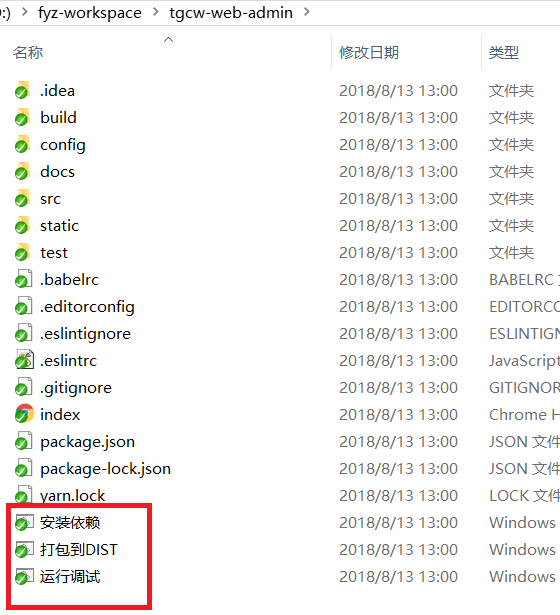 :) > fyz-workspace > tgcw-web-admin >
名称 修改日期 类型
.idea 2018/8/13 13:00 文件夹
build 2018/8/13 13:00 文件夹
config 2018/8/13 13:00 文件夹
docs 2018/8/13 13:00 文件夹
src 2018/8/13 13:00 文件夹
static 2018/8/13 13:00 文件夹
test 2018/8/13 13:00 文件夹
.babelrc 2018/8/13 13:00 BABELRC
.editorconfig 2018/8/13 13:00 EDITORCO
.eslintignore 2018/8/13 13:00 ESLINTIGN
.eslintrc 2018/8/13 13:00 JavaScript
.gitignore 2018/8/13 13:00 GITIGNOR
index 2018/8/13 13:00 Chrome H
package.json 2018/8/13 13:00 JSON 文件
package-lock.json 2018/8/13 13:00 JSON 文件
yarn.lock 2018/8/13 13:00 LOCK 文件
安装依赖 2018/8/13 13:00 Windows
打包到DIST 2018/8/13 13:00 Windows
运行调试 2018/8/13 13:00 Windows